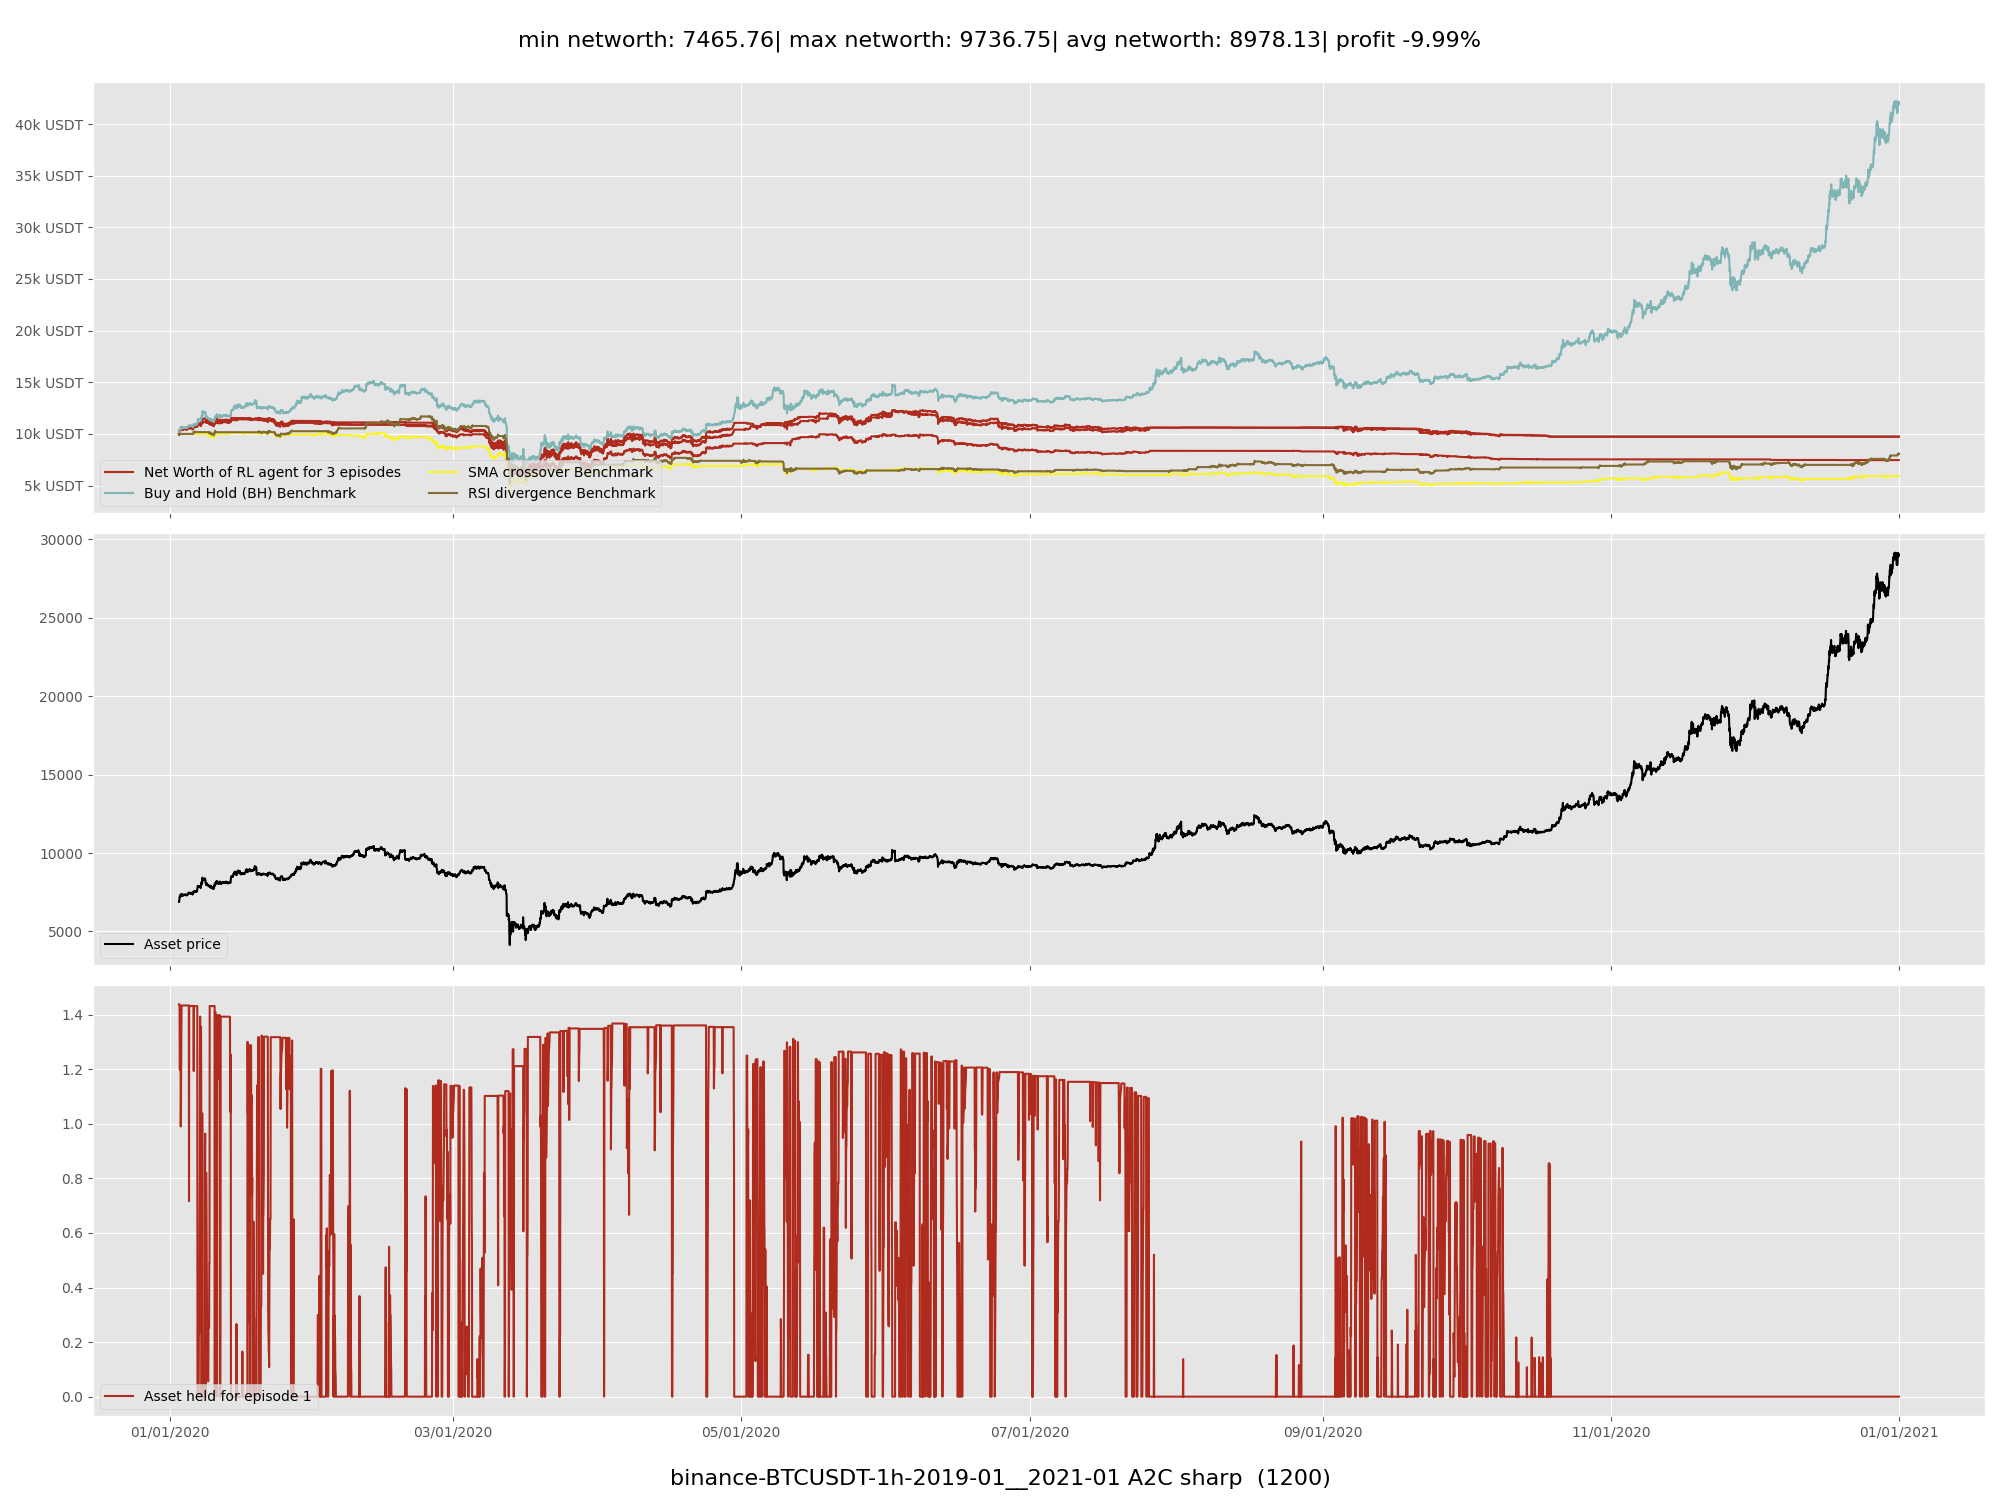 min networth: 7465.76| max networth: 9736.75| avg networth: 8978.13| profit -9.99%
40k USDT
35k USDT
30k USDT
25k USDT
20k USDT
15k USDT
10k USDT
5k USDT
Net Worth of RL agent for 3 episodes
Buy and Hold (BH) Benchmark
SMA crossover Benchmark
RSI divergence Benchmark
30000
25000
20000
15000
10000
5000
Asset price
1.4
1.2
1.0
0.8
0.6
0.4
0.2
0.0
Asset held for episode 1
01/01/2020 03/01/2020 05/01/2020 07/01/2020 09/01/2020 11/01/2020 01/01/2021
binance-BTCUSDT-1h-2019-01__2021-01 A2C sharp (1200)